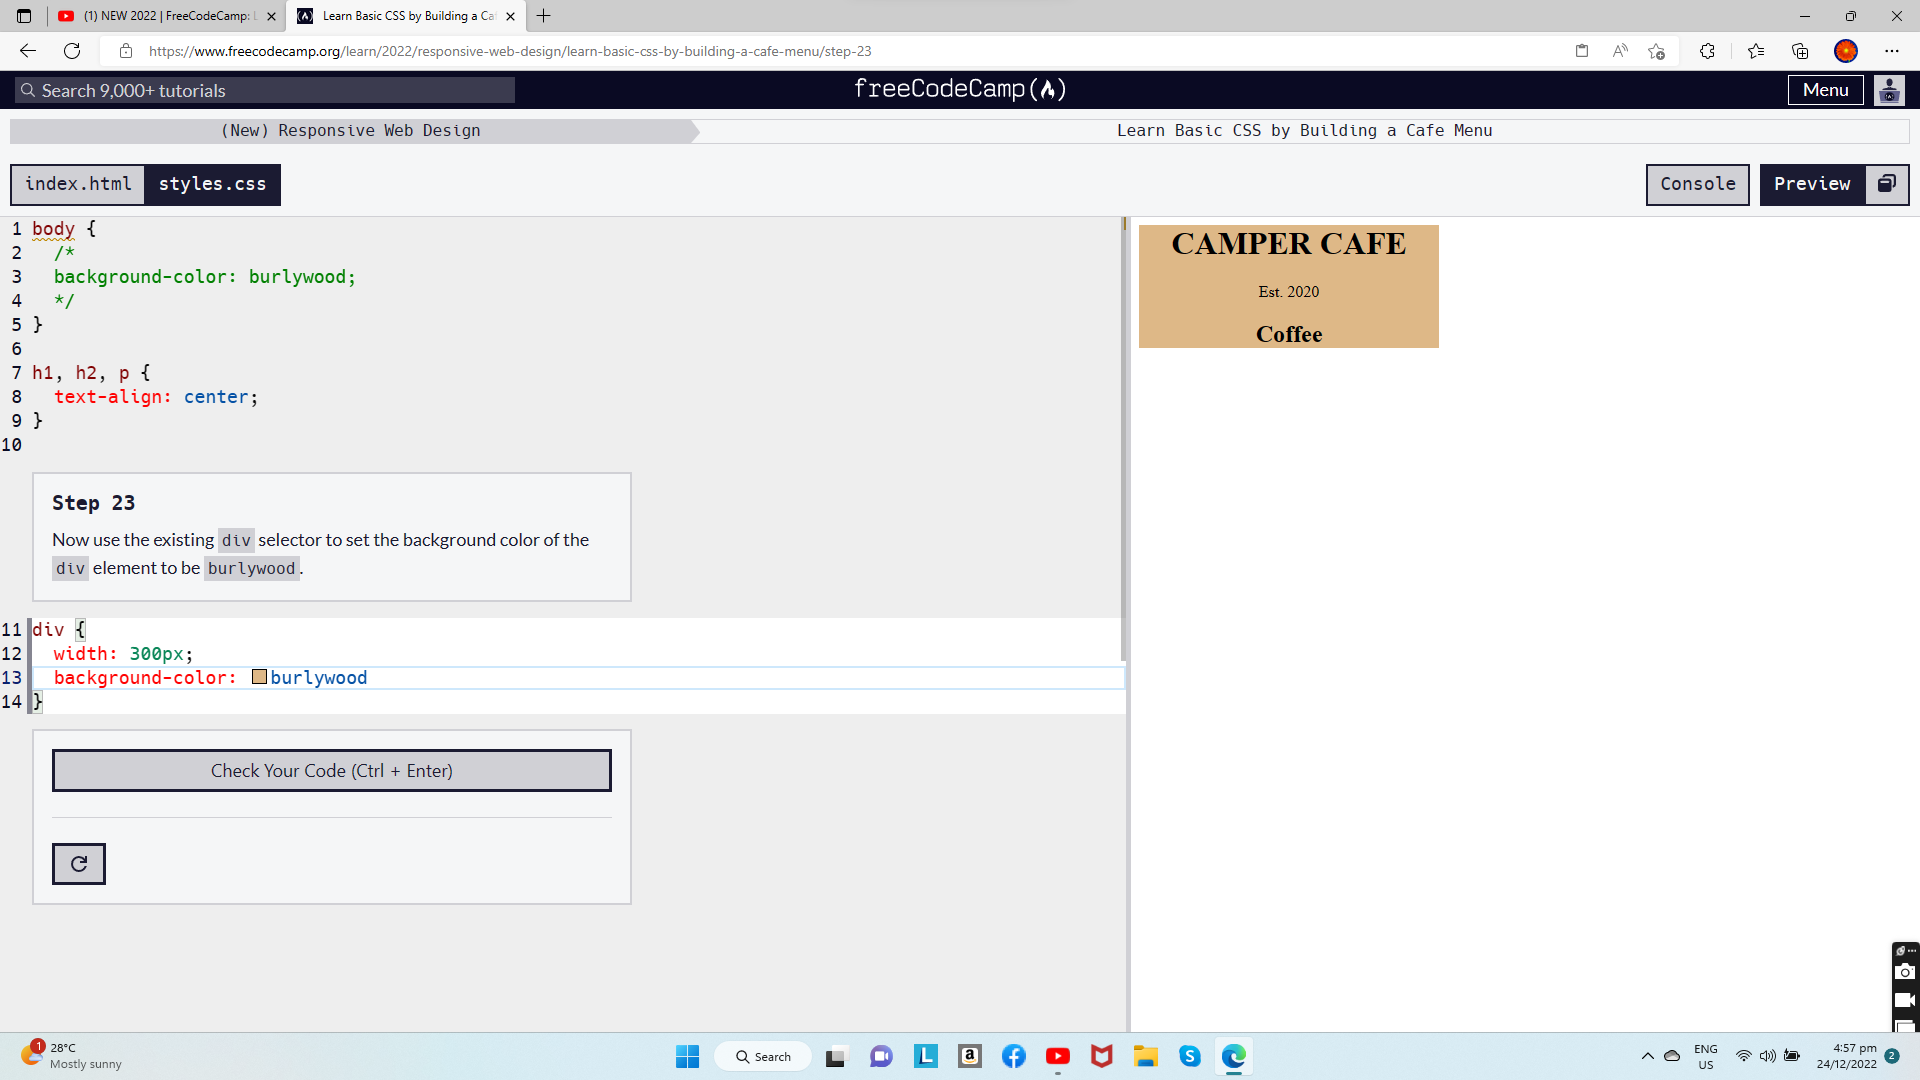 (1) NEW 2022 | FreeCodeCamp:
Learn Basic CSS by Building a Caf
https://www.freecodecamp.org/learn/2022/responsive-web-design/learn-basic-css-by-building-a-cafe-menu/step-23
Search 9,000+ tutorials
freeCodeCamp
Menu
(New) Responsive Web Design
Learn Basic CSS by Building a Cafe Menu
index.html
styles.css
Console
Preview
1 body {
2 /*
3 background-color: burlywood;
4 */
5 }
6
7 h1, h2, p {
8 text-align: center;
9 }
10
Step 23
Now use the existing div selector to set the background color of the
div element to be burlywood.
11 div {
12 width: 300px;
13 background-color: burlywood
14 }
Check Your Code (Ctrl + Enter)
CAMPER CAFE
Est. 2020
Coffee
1
28°C
Mostly sunny
Search
L
a
S
ENG
US
4:57 pm
24/12/2022
2